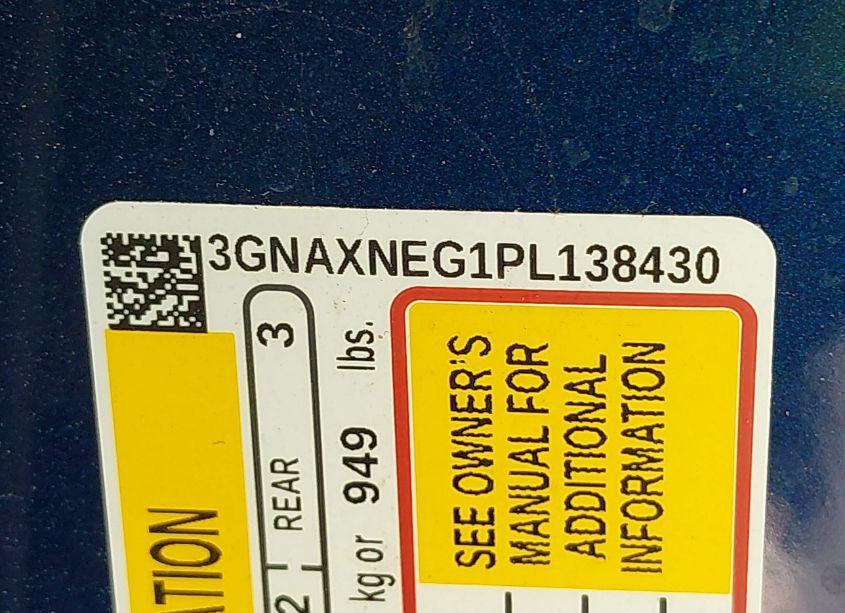 3GNAXNEG1PL138430
REAR 3
2
kg or 949 lbs.
SEE OWNER'S
MANUAL FOR
ADDITIONAL
INFORMATION
ATION